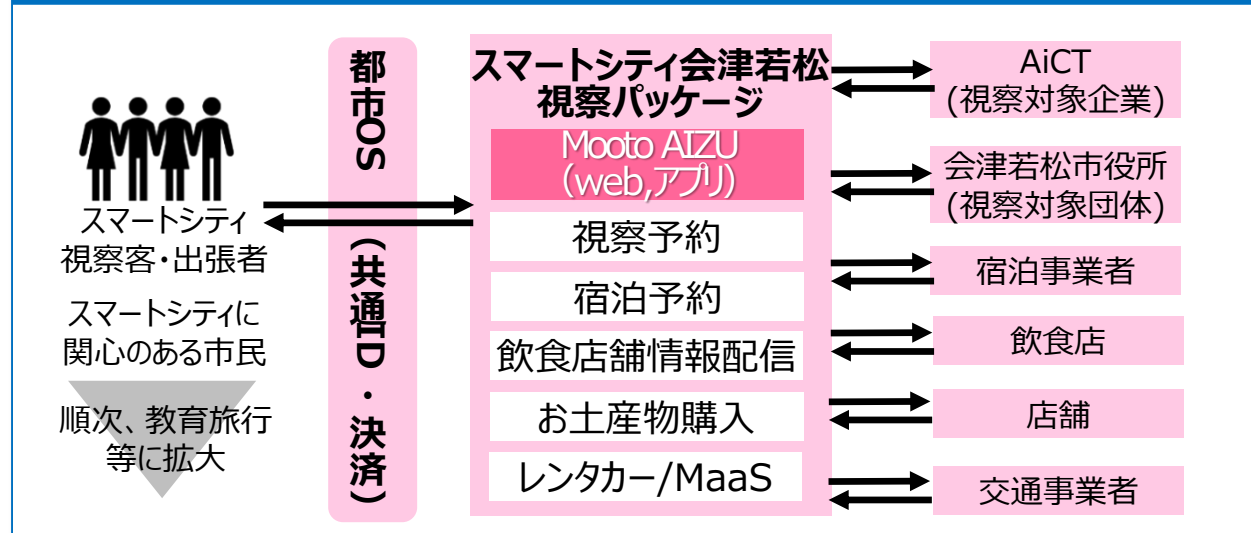 スマートシティ
視察客・出張者
スマートシティに
関心のある市民
順次、教育旅行
等に拡大
都市OS (共通ID・決済)
スマートシティ会津若松
視察パッケージ
Mooto AIZU
(web,アプリ)
視察予約
宿泊予約
飲食店舗情報配信
お土産物購入
レンタカー/MaaS
AiCT
(視察対象企業)
会津若松市役所
(視察対象団体)
宿泊事業者
飲食店
店舗
交通事業者